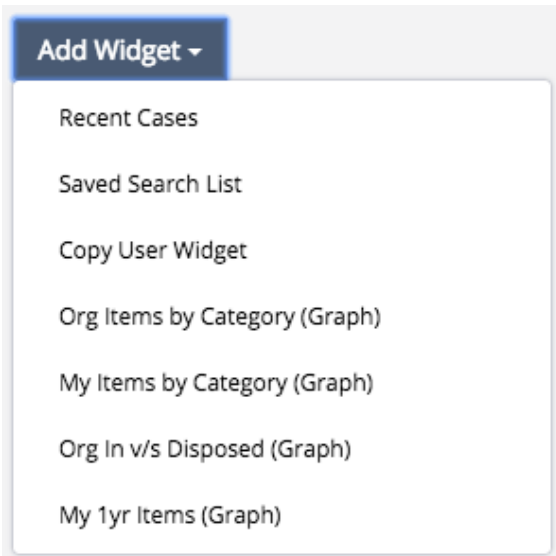 Add Widget
Recent Cases
Saved Search List
Copy User Widget
Org Items by Category (Graph)
My Items by Category (Graph)
Org In v/s Disposed (Graph)
My 1yr Items (Graph)